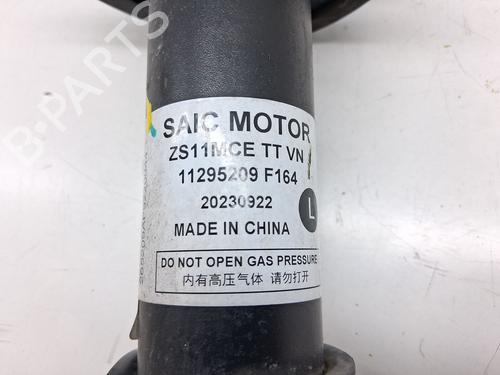 SAIC MOTOR
ZS11MCE TT VN
11295209 F164
20230922
L
MADE IN CHINA
DO NOT OPEN GAS PRESSURE
内有高压气体 请勿打开
B-PARTS